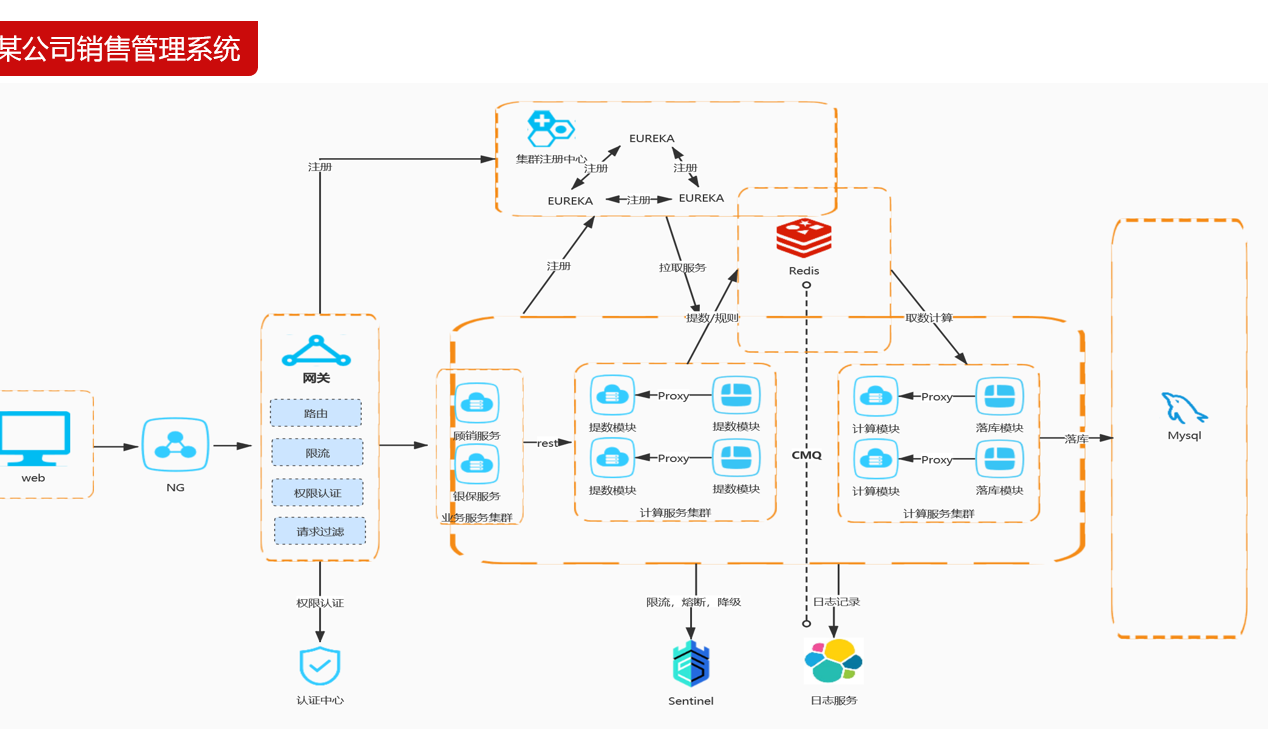 某公司销售管理系统
集群注册中心
EUREKA
注册
注册
EUREKA
注册
EUREKA
注册
注册
拉取服务
Redis
提数/规则
取数计算
网关
路由
限流
权限认证
请求过滤
web
NG
顾销服务
银保服务
业务服务集群
rest
提数模块
Proxy
提数模块
提数模块
Proxy
提数模块
计算服务集群
CMQ
计算模块
Proxy
落库模块
计算模块
Proxy
落库模块
计算服务集群
落库
Mysql
权限认证
认证中心
限流，熔断，降级
Sentinel
日志记录
日志服务